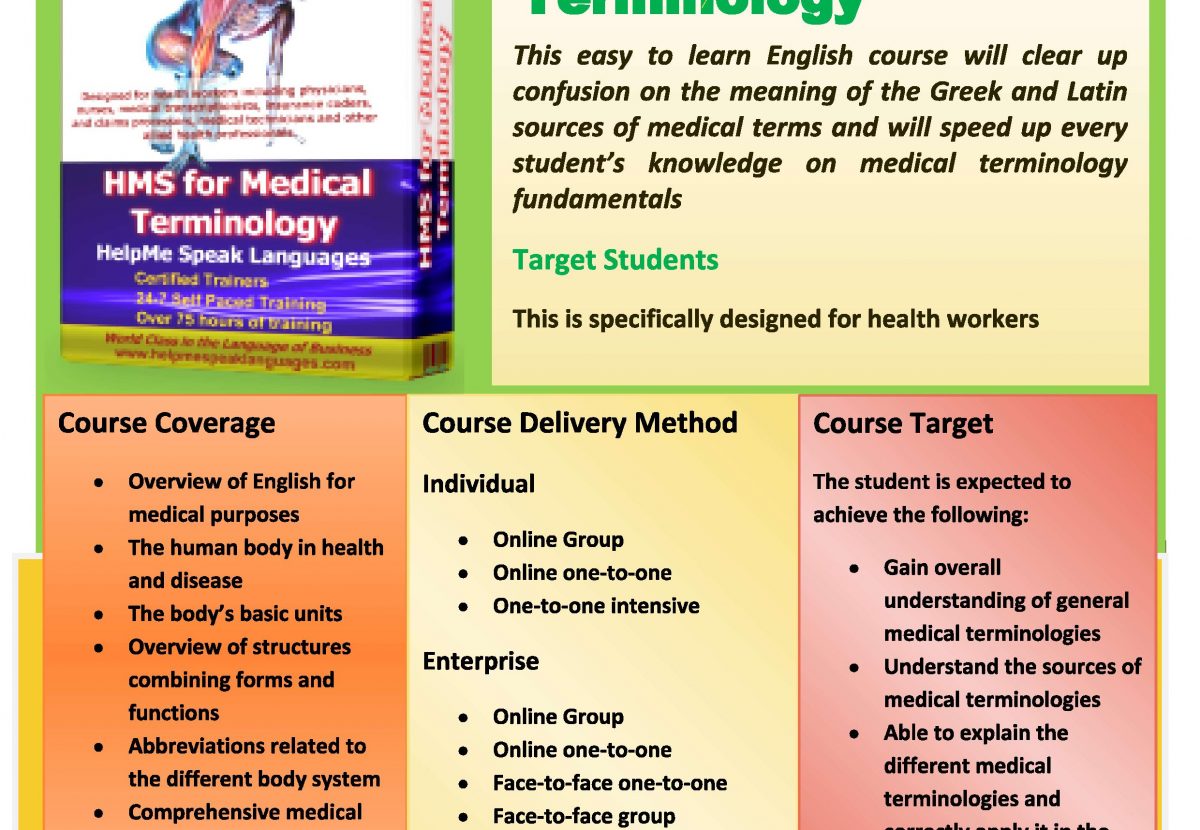 Terminology
This easy to learn English course will clear up
confusion on the meaning of the Greek and Latin
sources of medical terms and will speed up every
student's knowledge on medical terminology
fundamentals
Target Students
This is specifically designed for health workers
Designed for health workers including physicians,
nurses, medical transcriptionists, insurance coders,
and claims processors, medical technicians and other
allied health professionals.
HMS for Medical
Terminology
HelpMe Speak Languages
Certified Trainers
24-7 Self Paced Training
Over 75 hours of training
World Class in the Language of Business
www.helpmespeaklanguages.com
HMS for Medical
Terminology
Course Coverage
• Overview of English for
medical purposes
• The human body in health
and disease
• The body's basic units
• Overview of structures
combining forms and
functions
• Abbreviations related to
the different body system
• Comprehensive medical
Course Delivery Method
Individual
• Online Group
• Online one-to-one
• One-to-one intensive
Enterprise
• Online Group
• Online one-to-one
• Face-to-face one-to-one
• Face-to-face group
Course Target
The student is expected to
achieve the following:
• Gain overall
understanding of general
medical terminologies
• Understand the sources of
medical terminologies
• Able to explain the
different medical
terminologies and
correctly apply it in the